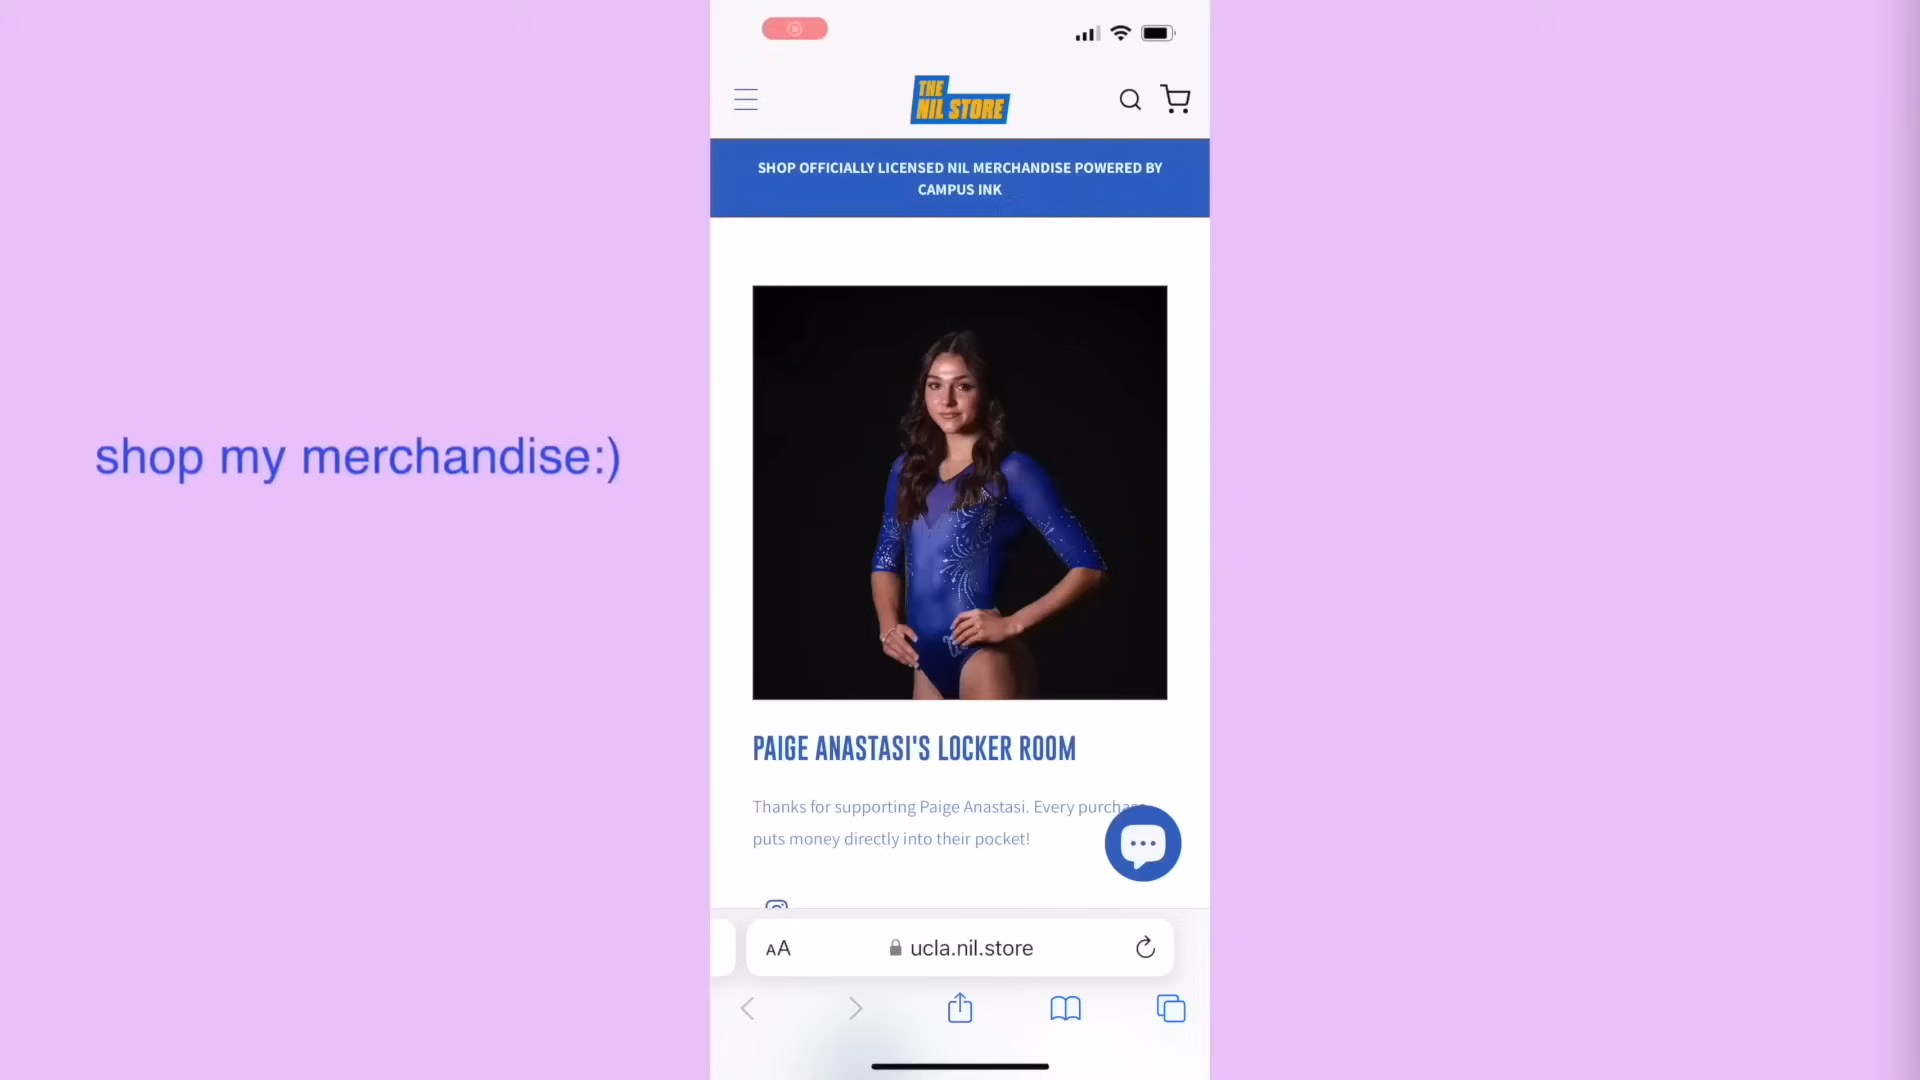 THE
NIL STORE
SHOP OFFICIALLY LICENSED NIL MERCHANDISE POWERED BY
CAMPUS INK
shop my merchandise:)
PAIGE ANASTASI'S LOCKER ROOM
Thanks for supporting Paige Anastasi. Every
puts money directly into their pocket!
AA
ucla.nil.store